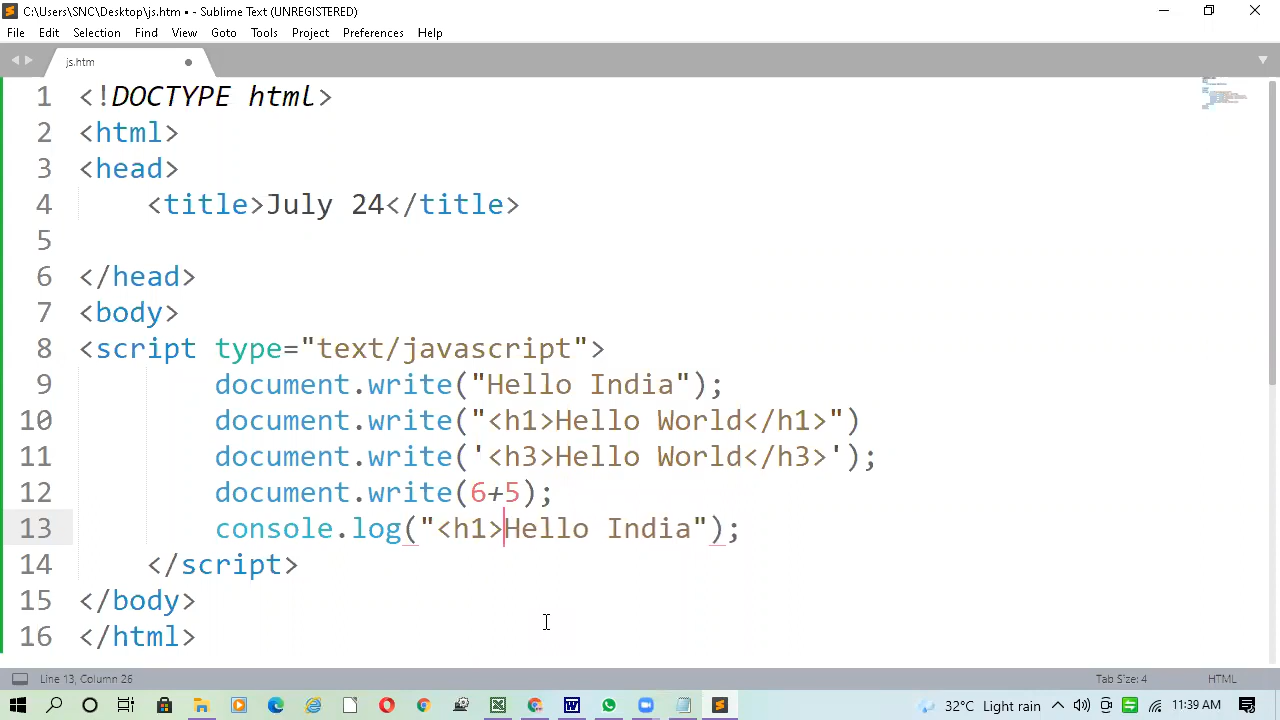 C:\Users\SNC\Desktop\js.htm • - Sublime Text (UNREGISTERED)
File Edit Selection Find View Goto Tools Project Preferences Help
js.htm
1 <!DOCTYPE html>
2 <html>
3 <head>
4 <title>July 24</title>
5
6 </head>
7 <body>
8 <script type="text/javascript">
9 document.write("Hello India");
10 document.write("<h1>Hello World</h1>")
11 document.write('<h3>Hello World</h3>');
12 document.write(6+5);
13 console.log("<h1>Hello India");
14 </script>
15 </body>
16 </html>
Line 13, Column 26 Tab Size: 4 HTML
32°C Light rain 11:39 AM